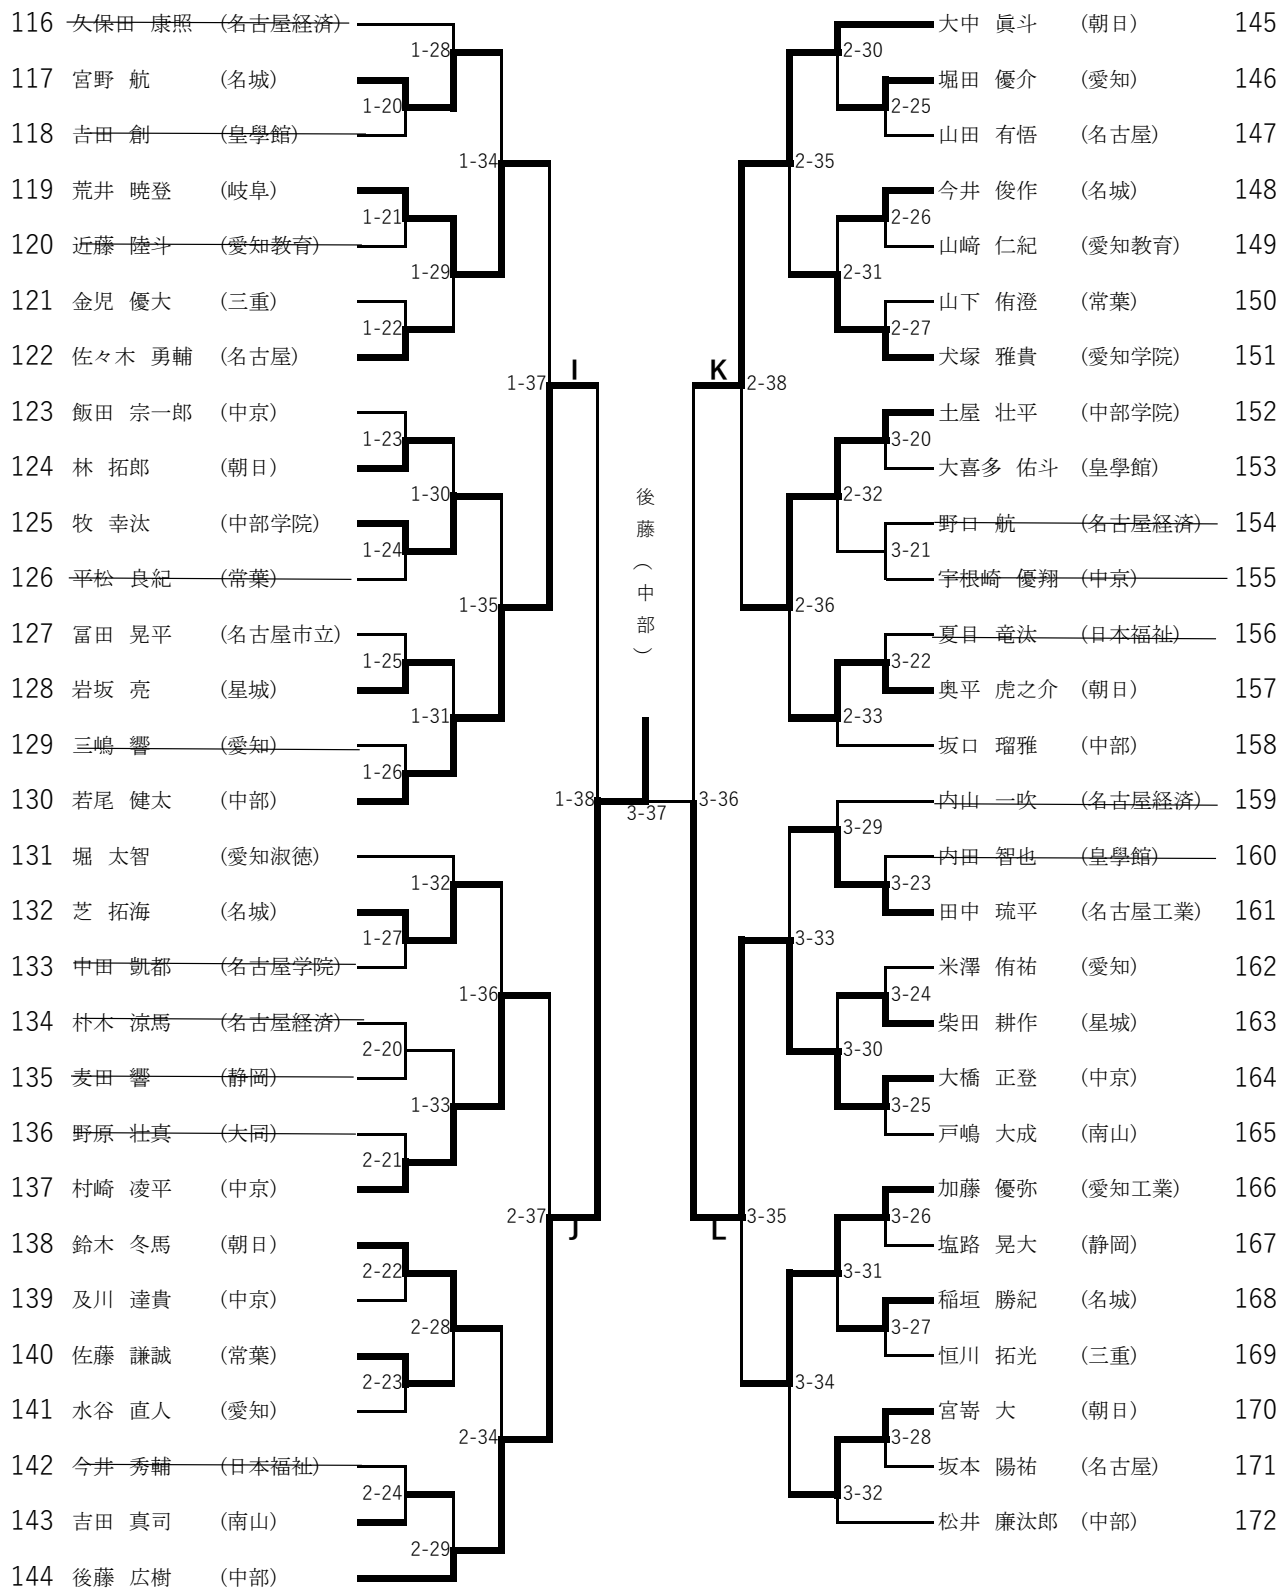 116 久保田 康照 (名古屋経済)
117 宮野 航 (名城)
118 吉田 創 (皇學館)
119 荒井 暁登 (岐阜)
120 近藤 陸斗 (愛知教育)
121 金児 優大 (三重)
122 佐々木 勇輔 (名古屋)
123 飯田 宗一郎 (中京)
124 林 拓郎 (朝日)
125 牧 幸汰 (中部学院)
126 平松 良紀 (常葉)
127 冨田 晃平 (名古屋市立)
128 岩坂 亮 (星城)
129 三嶋 響 (愛知)
130 若尾 健太 (中部)
131 堀 太智 (愛知淑徳)
132 芝 拓海 (名城)
133 中田 凱都 (名古屋学院)
134 朴木 涼馬 (名古屋経済)
135 麦田 響 (静岡)
136 野原 壮真 (大同)
137 村崎 凌平 (中京)
138 鈴木 冬馬 (朝日)
139 及川 達貴 (中京)
140 佐藤 謙誠 (常葉)
141 水谷 直人 (愛知)
142 今井 秀輔 (日本福祉)
143 吉田 真司 (南山)
144 後藤 広樹 (中部)
1-28
1-20
1-34
1-21
1-29
1-22
1-37
I
1-23
1-30
1-24
1-35
1-25
1-31
1-26
1-38
1-32
1-27
1-36
2-20
1-33
2-21
2-37
J
2-22
2-28
2-23
2-34
2-24
2-29
後藤(中部)
3-37
K
2-38
3-36
L
3-35
2-30
2-25
2-35
2-26
2-31
2-27
3-20
2-32
3-21
2-36
3-22
2-33
3-29
3-23
3-33
3-24
3-30
3-25
3-26
3-31
3-27
3-34
3-28
3-32
大中 眞斗 (朝日) 145
堀田 優介 (愛知) 146
山田 有悟 (名古屋) 147
今井 俊作 (名城) 148
山﨑 仁紀 (愛知教育) 149
山下 侑澄 (常葉) 150
犬塚 雅貴 (愛知学院) 151
土屋 壮平 (中部学院) 152
大喜多 佑斗 (皇學館) 153
野口 航 (名古屋経済) 154
宇根崎 優翔 (中京) 155
夏目 竜汰 (日本福祉) 156
奥平 虎之介 (朝日) 157
坂口 瑠雅 (中部) 158
内山 一吹 (名古屋経済) 159
内田 智也 (皇學館) 160
田中 琉平 (名古屋工業) 161
米澤 侑祐 (愛知) 162
柴田 耕作 (星城) 163
大橋 正登 (中京) 164
戸嶋 大成 (南山) 165
加藤 優弥 (愛知工業) 166
塩路 晃大 (静岡) 167
稲垣 勝紀 (名城) 168
恒川 拓光 (三重) 169
宮嵜 大 (朝日) 170
坂本 陽祐 (名古屋) 171
松井 廉汰郎 (中部) 172